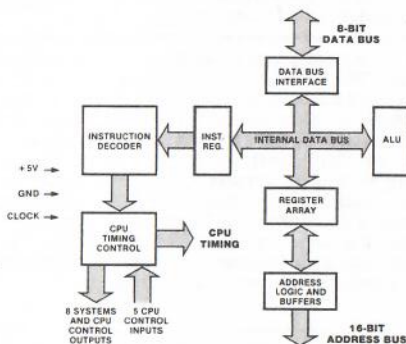 8-BIT
DATA BUS
DATA BUS
INTERFACE
INSTRUCTION
DECODER
INST.
REG.
INTERNAL DATA BUS
ALU
+5V
GND
CLOCK
REGISTER
ARRAY
CPU
TIMING
CONTROL
CPU
TIMING
ADDRESS
LOGIC AND
BUFFERS
8 SYSTEMS
AND CPU
CONTROL
OUTPUTS
5 CPU
CONTROL
INPUTS
16-BIT
ADDRESS BUS